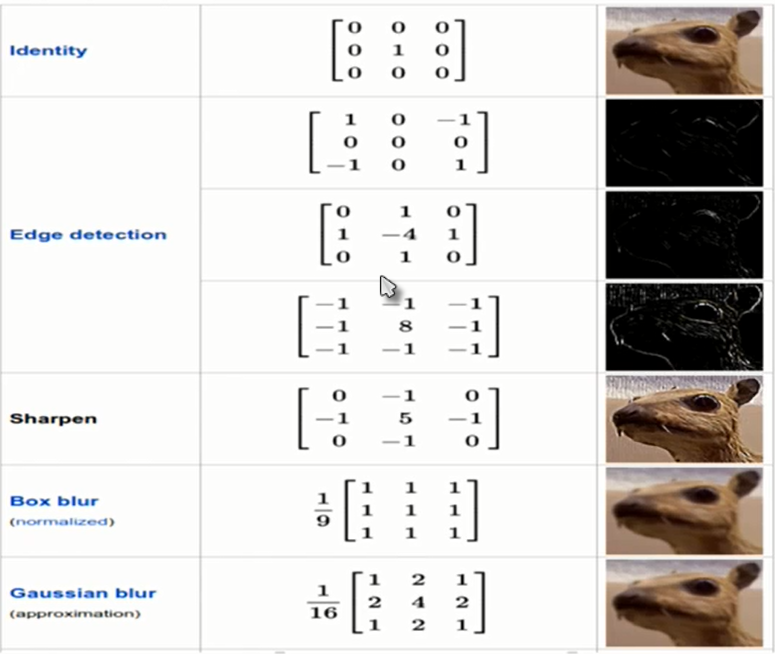 Identity
0 0 0
0 1 0
0 0 0
Edge detection
1 0 −1
0 0 0
−1 0 1
0 1 0
1 −4 1
0 1 0
−1 −1 −1
−1 8 −1
−1 −1 −1
Sharpen
0 −1 0
−1 5 −1
0 −1 0
Box blur
(normalized)
1
9
1 1 1
1 1 1
1 1 1
Gaussian blur
(approximation)
1
16
1 2 1
2 4 2
1 2 1